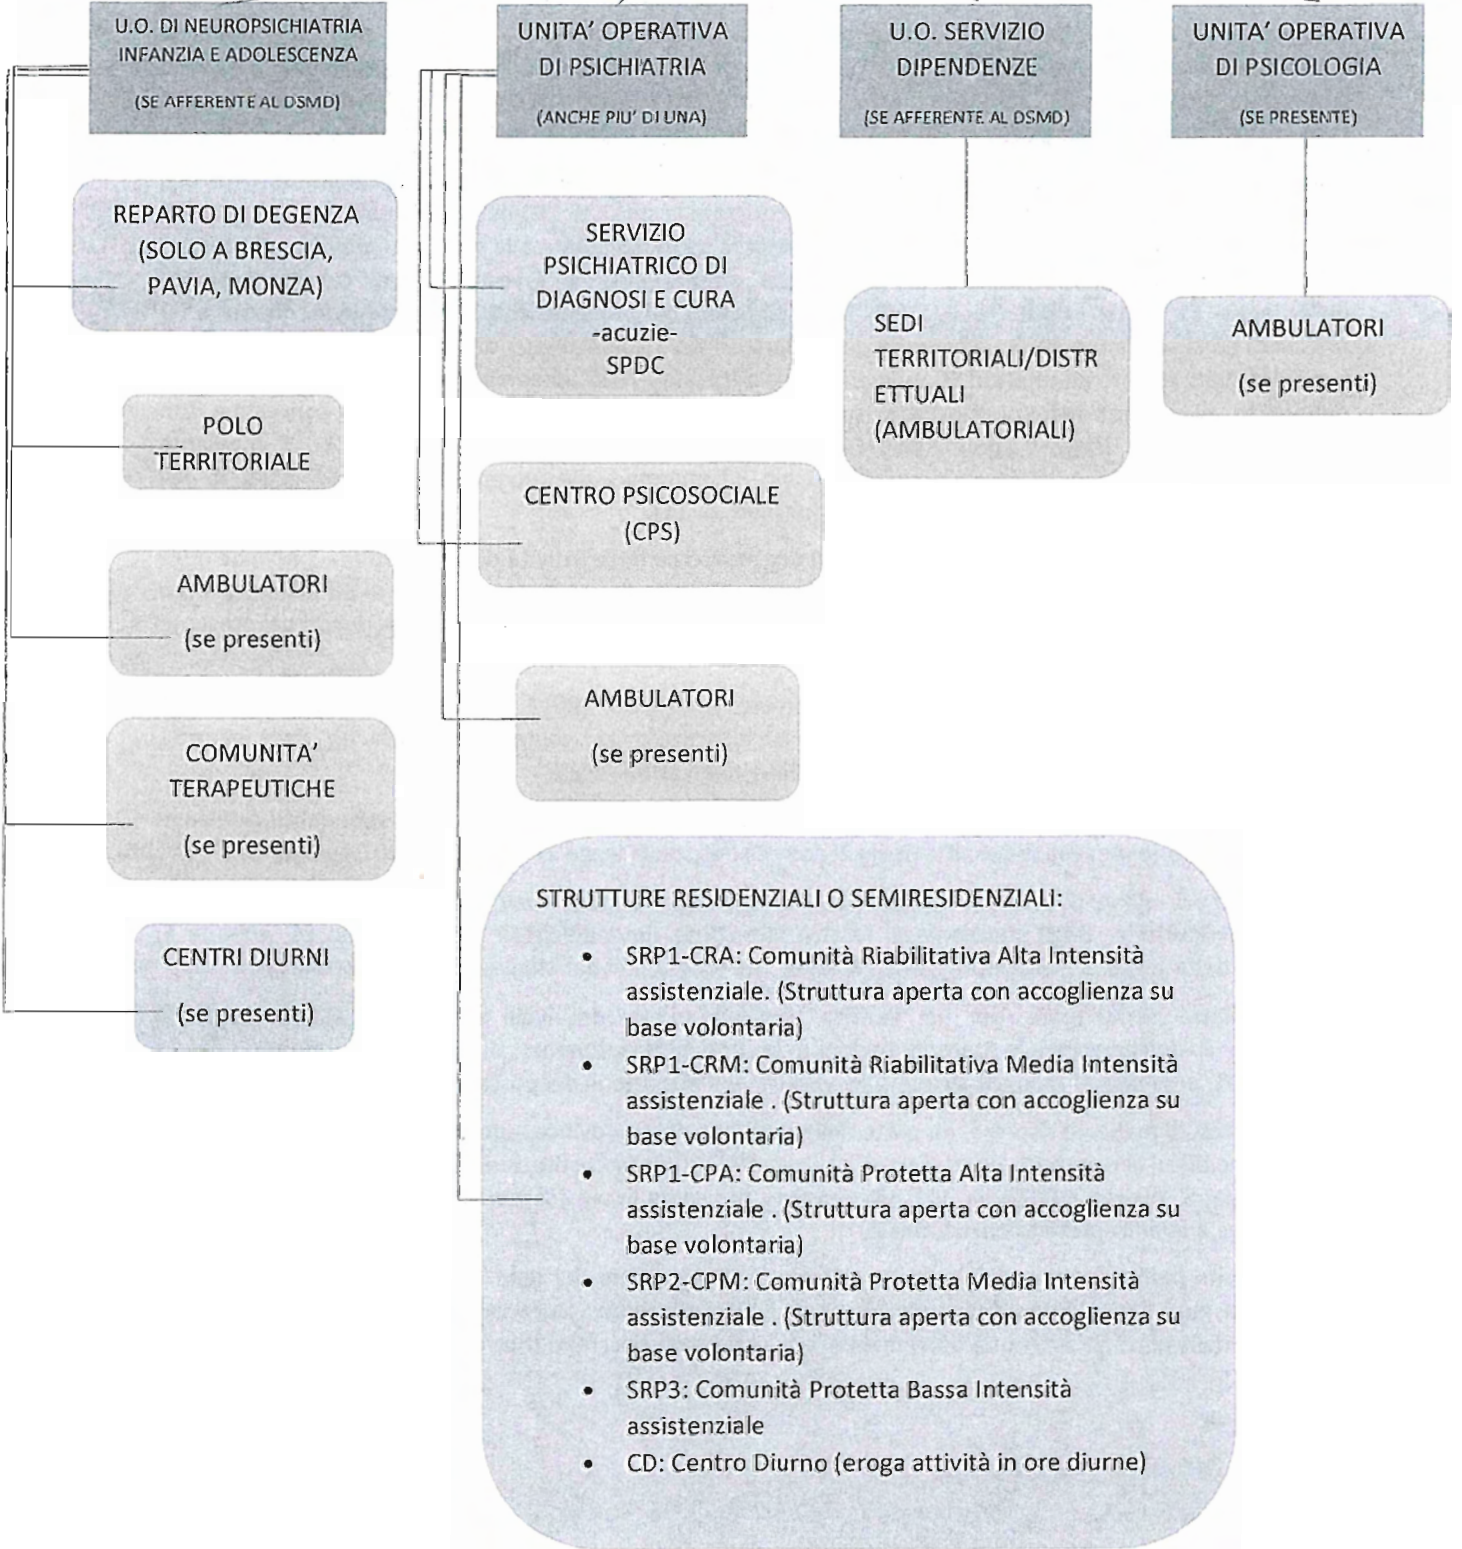 U.O. DI NEUROPSICHIATRIA
INFANZIA E ADOLESCENZA
(SE AFFERENTE AL DSMD)
UNITA' OPERATIVA
DI PSICHIATRIA
(ANCHE PIU' DI UNA)
U.O. SERVIZIO
DIPENDENZE
(SE AFFERENTE AL DSMD)
UNITA' OPERATIVA
DI PSICOLOGIA
(SE PRESENTE)
REPARTO DI DEGENZA
(SOLO A BRESCIA,
PAVIA, MONZA)
POLO
TERRITORIALE
AMBULATORI
(se presenti)
COMUNITA'
TERAPEUTICHE
(se presenti)
CENTRI DIURNI
(se presenti)
SERVIZIO
PSICHIATRICO DI
DIAGNOSI E CURA
-acuzie-
SPDC
CENTRO PSICOSOCIALE
(CPS)
AMBULATORI
(se presenti)
STRUTTURE RESIDENZIALI O SEMIRESIDENZIALI:
• SRP1-CRA: Comunità Riabilitativa Alta Intensità
assistenziale. (Struttura aperta con accoglienza su
base volontaria)
• SRP1-CRM: Comunità Riabilitativa Media Intensità
assistenziale . (Struttura aperta con accoglienza su
base volontaria)
• SRP1-CPA: Comunità Protetta Alta Intensità
assistenziale . (Struttura aperta con accoglienza su
base volontaria)
• SRP2-CPM: Comunità Protetta Media Intensità
assistenziale . (Struttura aperta con accoglienza su
base volontaria)
• SRP3: Comunità Protetta Bassa Intensità
assistenziale
• CD: Centro Diurno (eroga attività in ore diurne)
SEDI
TERRITORIALI/DISTR
ETTUALI
(AMBULATORIALI)
AMBULATORI
(se presenti)